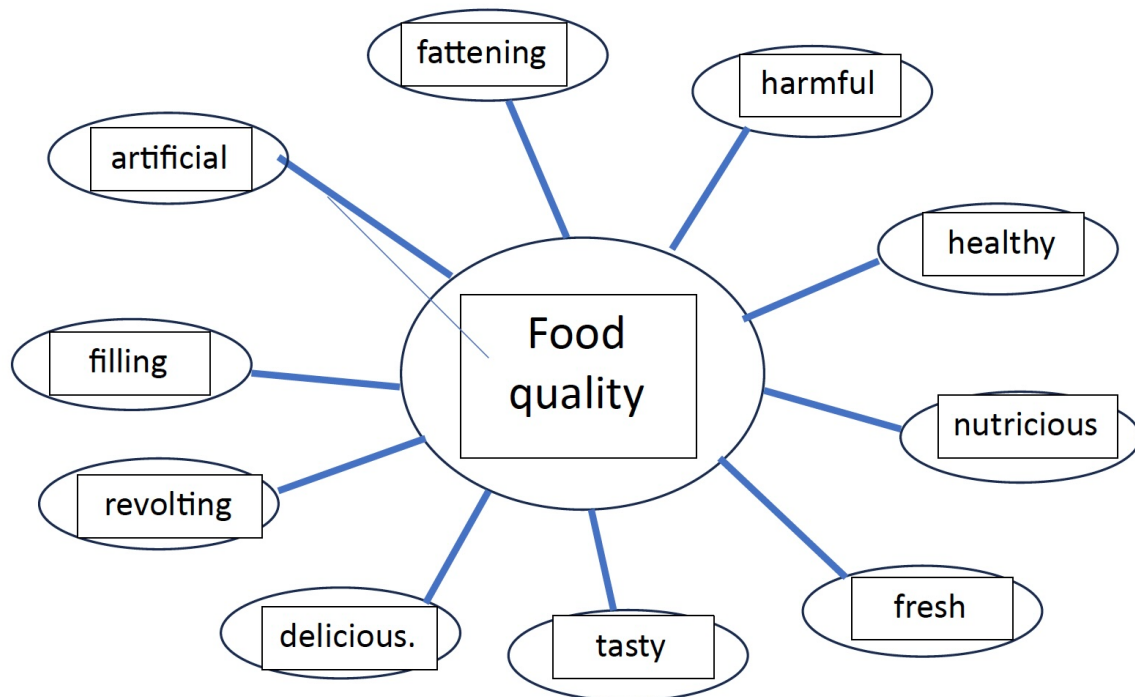 fattening
harmful
artificial
healthy
Food
quality
filling
nutricious
revolting
fresh
delicious.
tasty